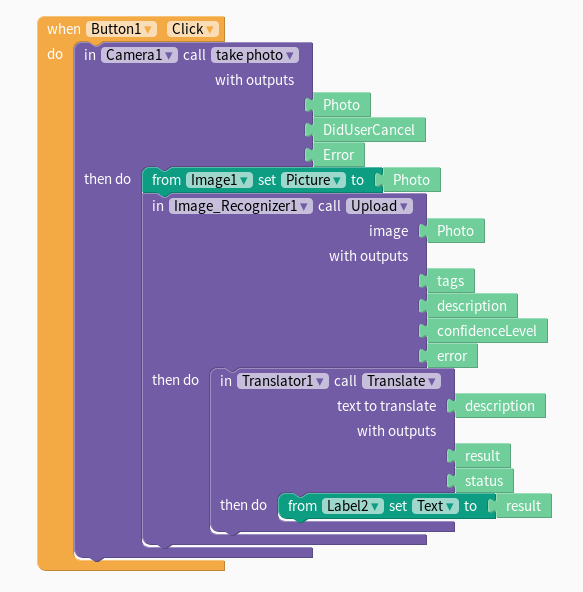 when Button1 Click
do in Camera1 call take photo
with outputs
Photo
DidUserCancel
Error
then do from Image1 set Picture to Photo
in Image_Recognizer1 call Upload
image Photo
with outputs
tags
description
confidenceLevel
error
then do in Translator1 call Translate
text to translate description
with outputs
result
status
then do from Label2 set Text to result